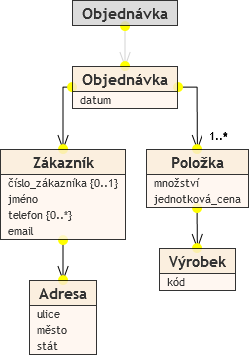 Objednávka
Objednávka
datum
1..*
Zákazník
číslo_zákazníka {0..1}
jméno
telefon {0..*}
email
Položka
množství
jednotková_cena
Výrobek
kód
Adresa
ulice
město
stát